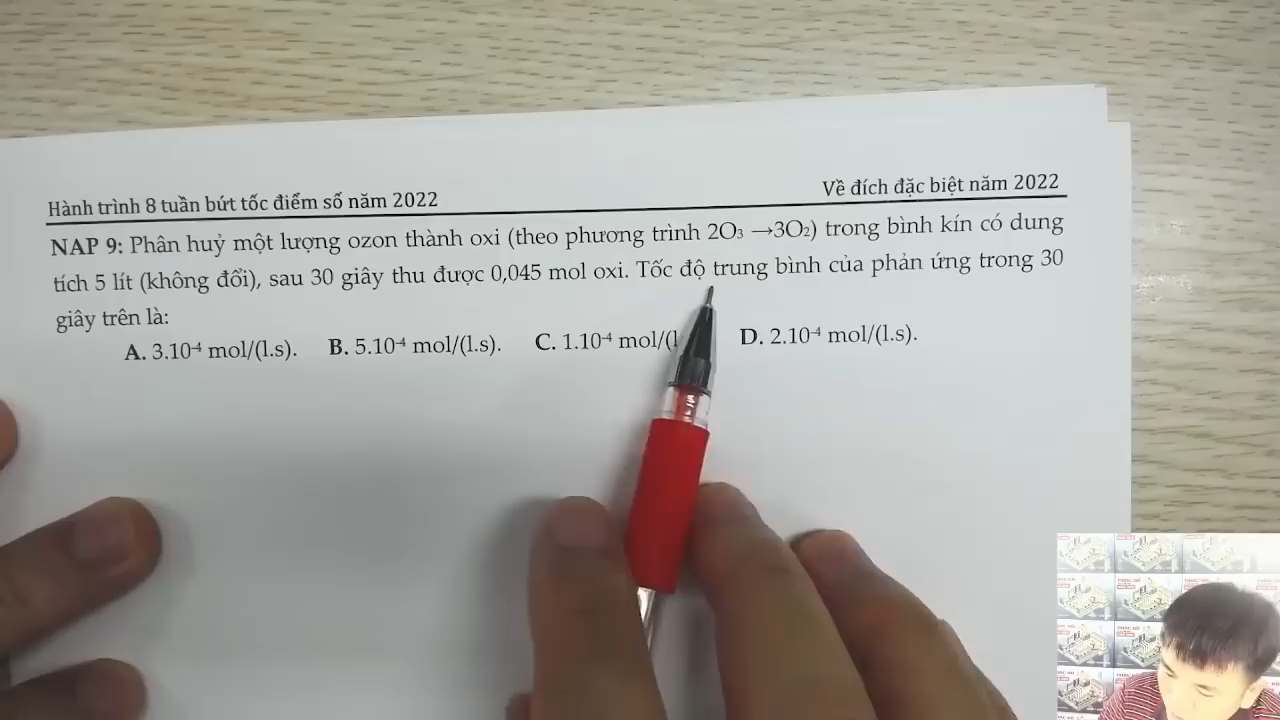 Hành trình 8 tuần bứt tốc điểm số năm 2022
Về đích đặc biệt năm 2022
NAP 9: Phân huỷ một lượng ozon thành oxi (theo phương trình 2O₃ →3O₂) trong bình kín có dung
tích 5 lít (không đổi), sau 30 giây thu được 0,045 mol oxi. Tốc độ trung bình của phản ứng trong 30
giây trên là:
A. 3.10⁻⁴ mol/(l.s). B. 5.10⁻⁴ mol/(l.s). C. 1.10⁻⁴ mol/(l D. 2.10⁻⁴ mol/(l.s).